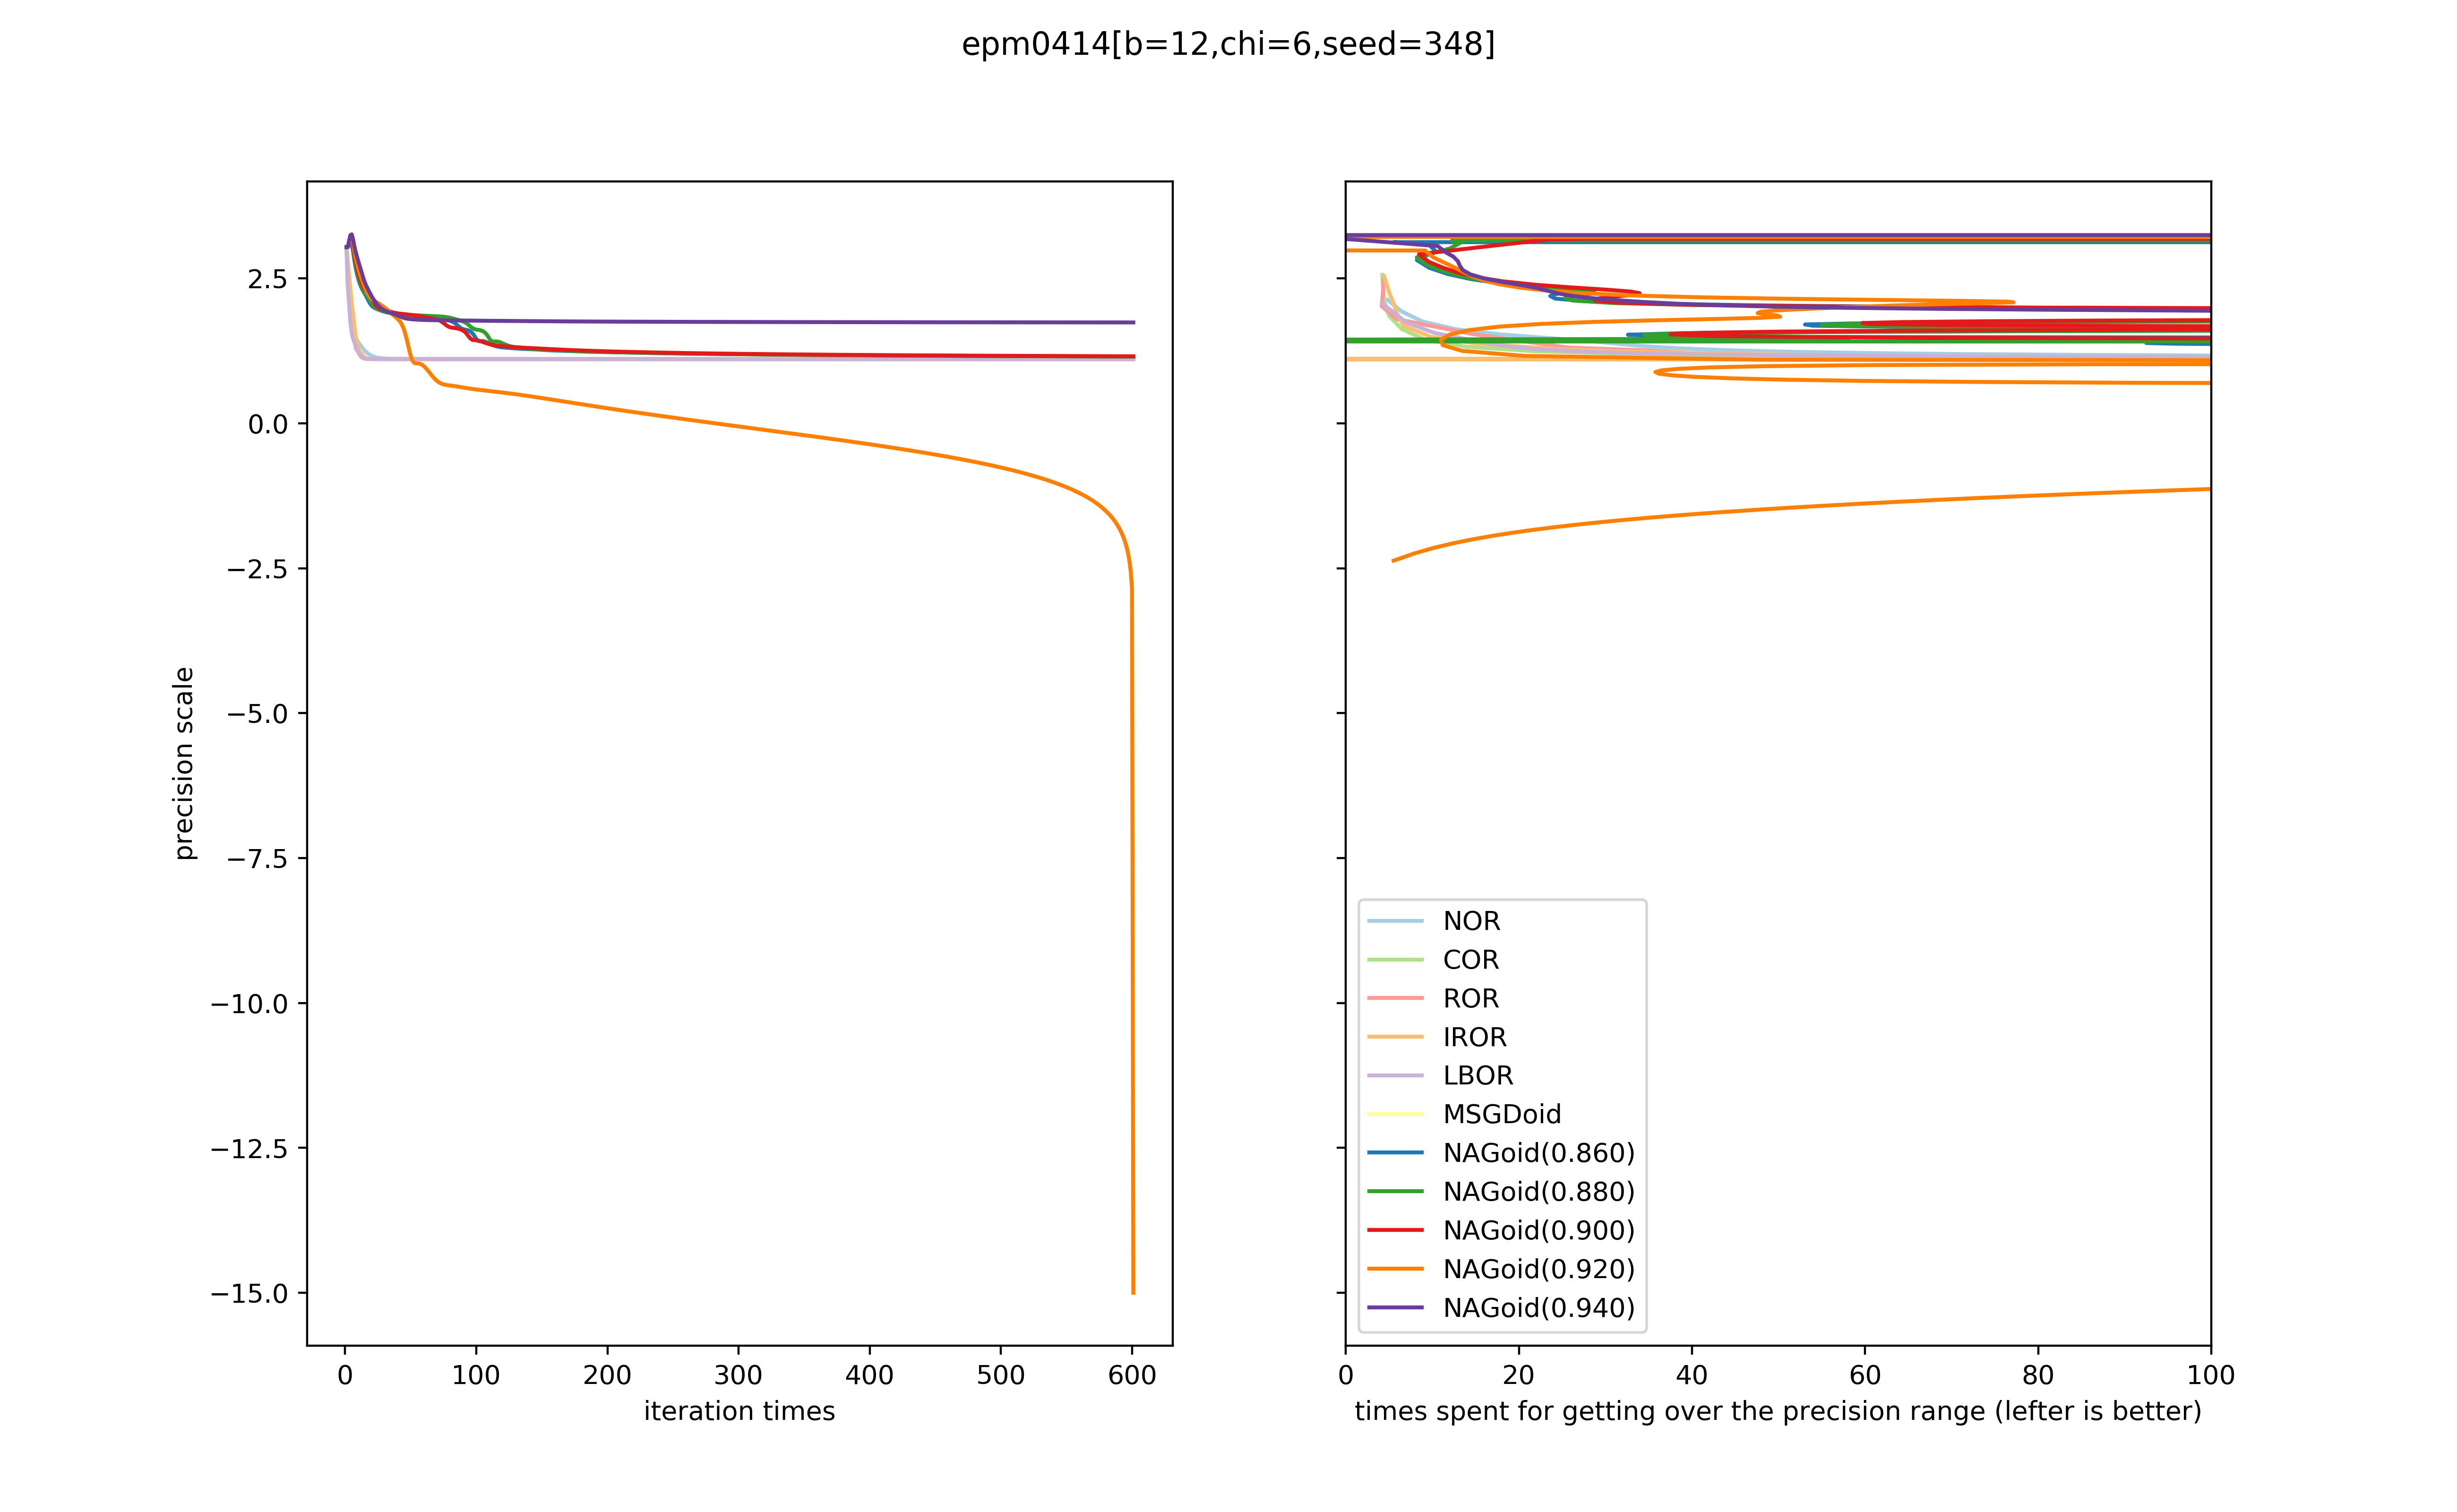 epm0414[b=12,chi=6,seed=348]
2.5
0.0
−2.5
−5.0
−7.5
−10.0
−12.5
−15.0
precision scale
0 100 200 300 400 500 600
iteration times
NOR
COR
ROR
IROR
LBOR
MSGDoid
NAGoid(0.860)
NAGoid(0.880)
NAGoid(0.900)
NAGoid(0.920)
NAGoid(0.940)
0 20 40 60 80 100
times spent for getting over the precision range (lefter is better)